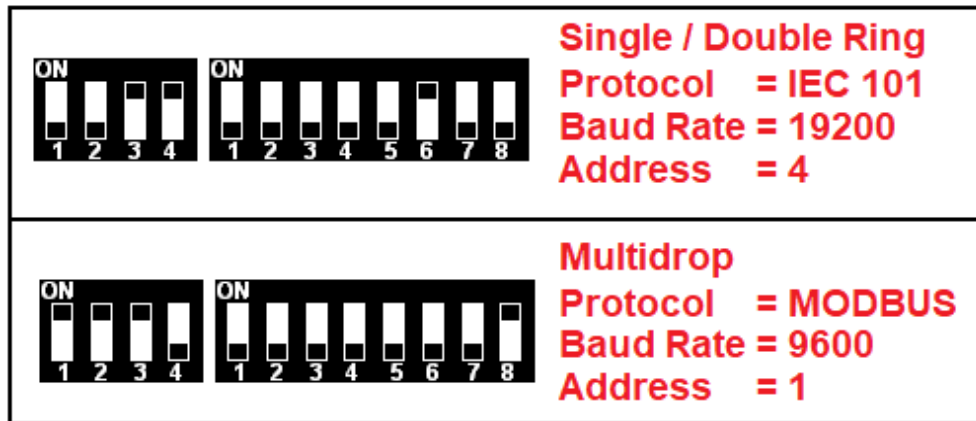 ON ON
1 2 3 4 1 2 3 4 5 6 7 8
Single / Double Ring
Protocol = IEC 101
Baud Rate = 19200
Address = 4
ON ON
1 2 3 4 1 2 3 4 5 6 7 8
Multidrop
Protocol = MODBUS
Baud Rate = 9600
Address = 1